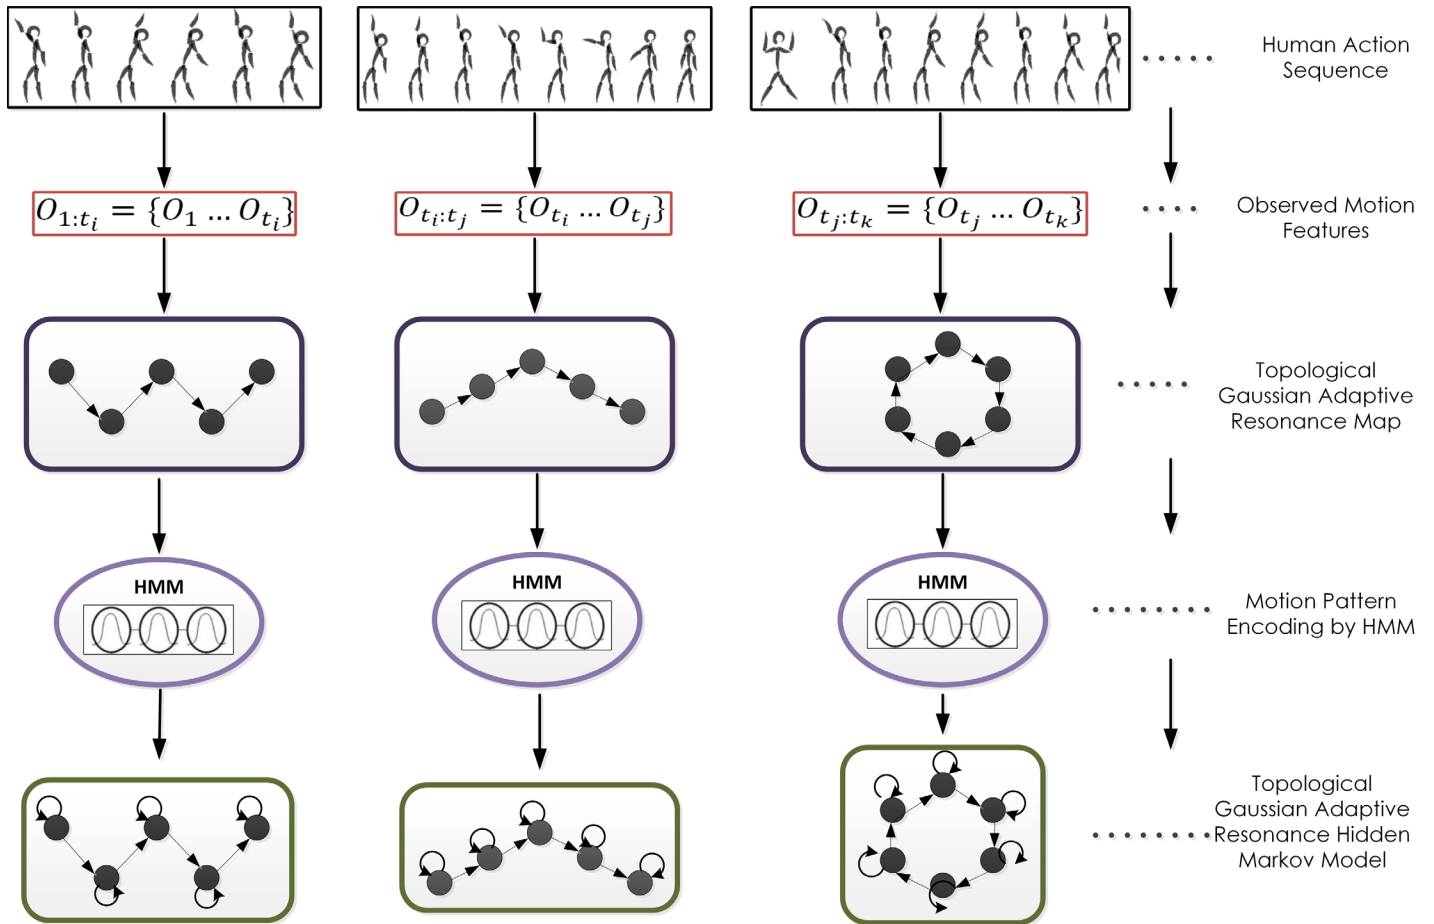 Human Action
Sequence
O_{1:t_i} = {O_1 ... O_{t_i}}
O_{t_i:t_j} = {O_{t_i} ... O_{t_j}}
O_{t_j:t_k} = {O_{t_j} ... O_{t_k}}
Observed Motion
Features
Topological
Gaussian Adaptive
Resonance Map
HMM
HMM
HMM
Motion Pattern
Encoding by HMM
Topological
Gaussian Adaptive
Resonance Hidden
Markov Model